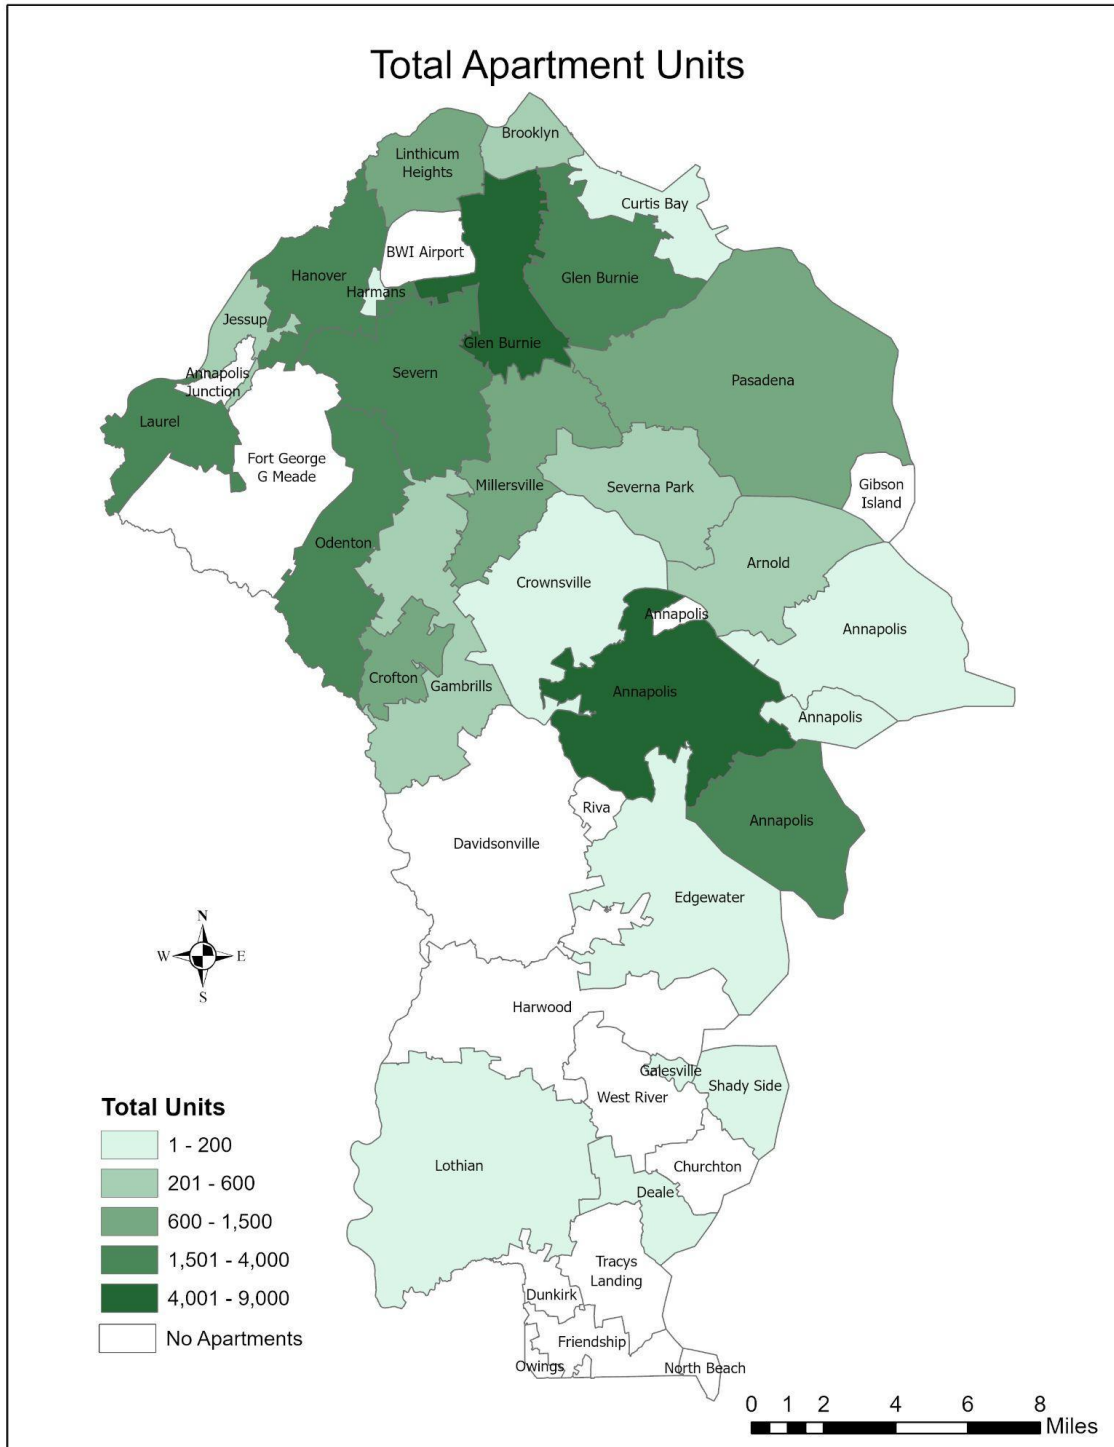 Total Apartment Units
Brooklyn
Linthicum
Heights
Curtis Bay
BWI Airport
Hanover
Glen Burnie
Harmans
Jessup
Glen Burnie
Annapolis
Junction
Severn
Pasadena
Laurel
Fort George
G Meade
Millersville
Severna Park
Gibson
Island
Odenton
Crownsville
Arnold
Annapolis
Annapolis
Crofton
Gambrills
Annapolis
Annapolis
Riva
Annapolis
Davidsonville
Edgewater
N
W
E
S
Harwood
Galesville
Shady Side
West River
Lothian
Churchton
Deale
Tracys
Landing
Dunkirk
Friendship
Owings
North Beach
Total Units
1 - 200
201 - 600
600 - 1,500
1,501 - 4,000
4,001 - 9,000
No Apartments
0 1 2 4 6 8
Miles